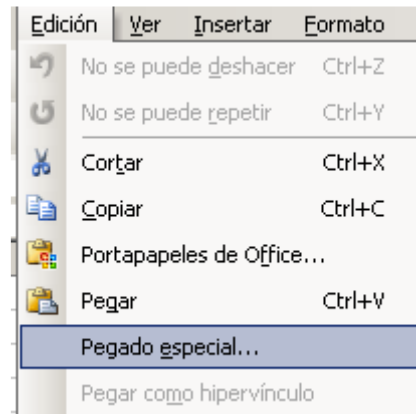 Edición Ver Insertar Formato
No se puede deshacer Ctrl+Z
No se puede repetir Ctrl+Y
Cortar Ctrl+X
Copiar Ctrl+C
Portapapeles de Office...
Pegar Ctrl+V
Pegado especial...
Pegar como hipervínculo